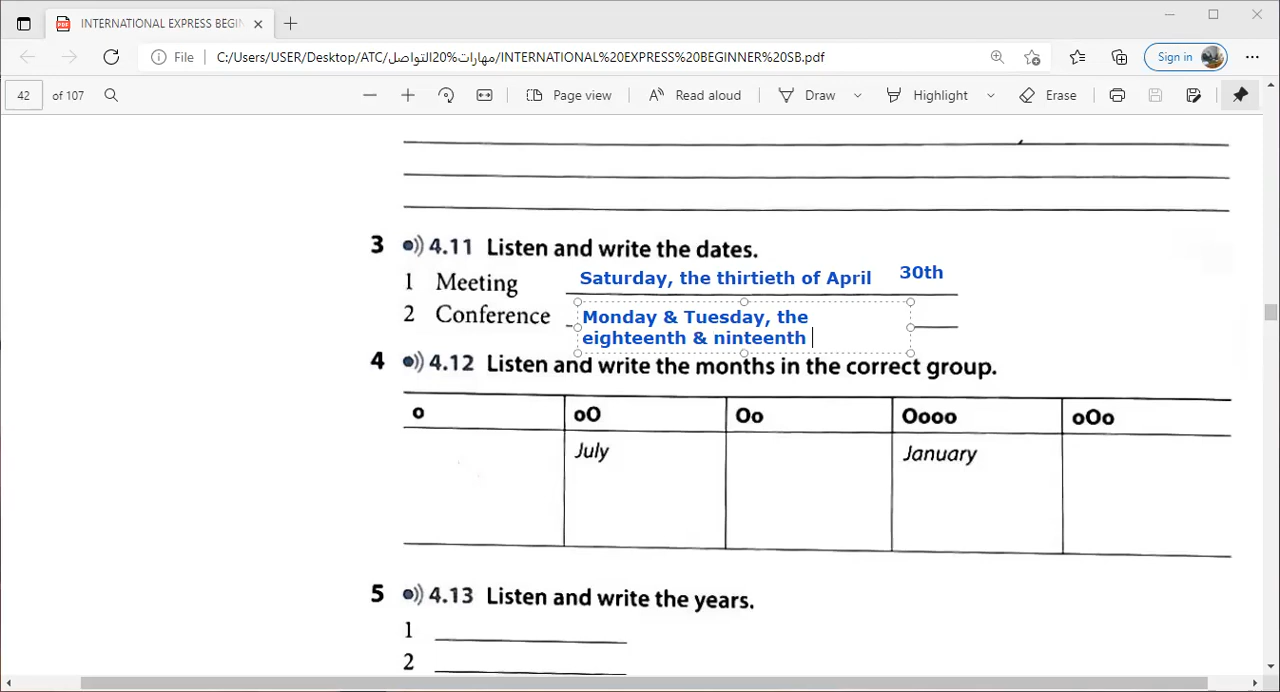 INTERNATIONAL EXPRESS BEGIN
File C:/Users/USER/Desktop/ATC/مهارات%20التواصل/INTERNATIONAL%20EXPRESS%20BEGINNER%20SB.pdf Sign in
42 of 107 Page view Read aloud Draw Highlight Erase
3 4.11 Listen and write the dates.
1 Meeting Saturday, the thirtieth of April 30th
2 Conference Monday & Tuesday, the
eighteenth & ninteenth
4 4.12 Listen and write the months in the correct group.
o oO Oo Oooo oOo
July January
5 4.13 Listen and write the years.
1
2